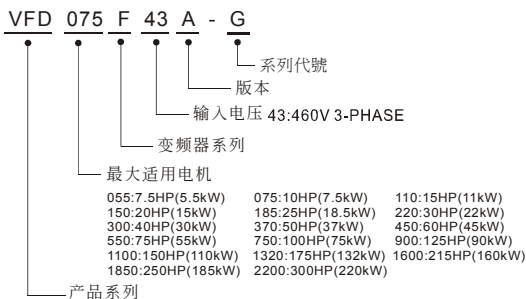 VFD 075 F 43 A - G
系列代號
版本
输入电压 43:460V 3-PHASE
变频器系列
最大适用电机
055:7.5HP(5.5kW) 075:10HP(7.5kW) 110:15HP(11kW)
150:20HP(15kW) 185:25HP(18.5kW) 220:30HP(22kW)
300:40HP(30kW) 370:50HP(37kW) 450:60HP(45kW)
550:75HP(55kW) 750:100HP(75kW) 900:125HP(90kW)
1100:150HP(110kW) 1320:175HP(132kW) 1600:215HP(160kW)
1850:250HP(185kW) 2200:300HP(220kW)
产品系列